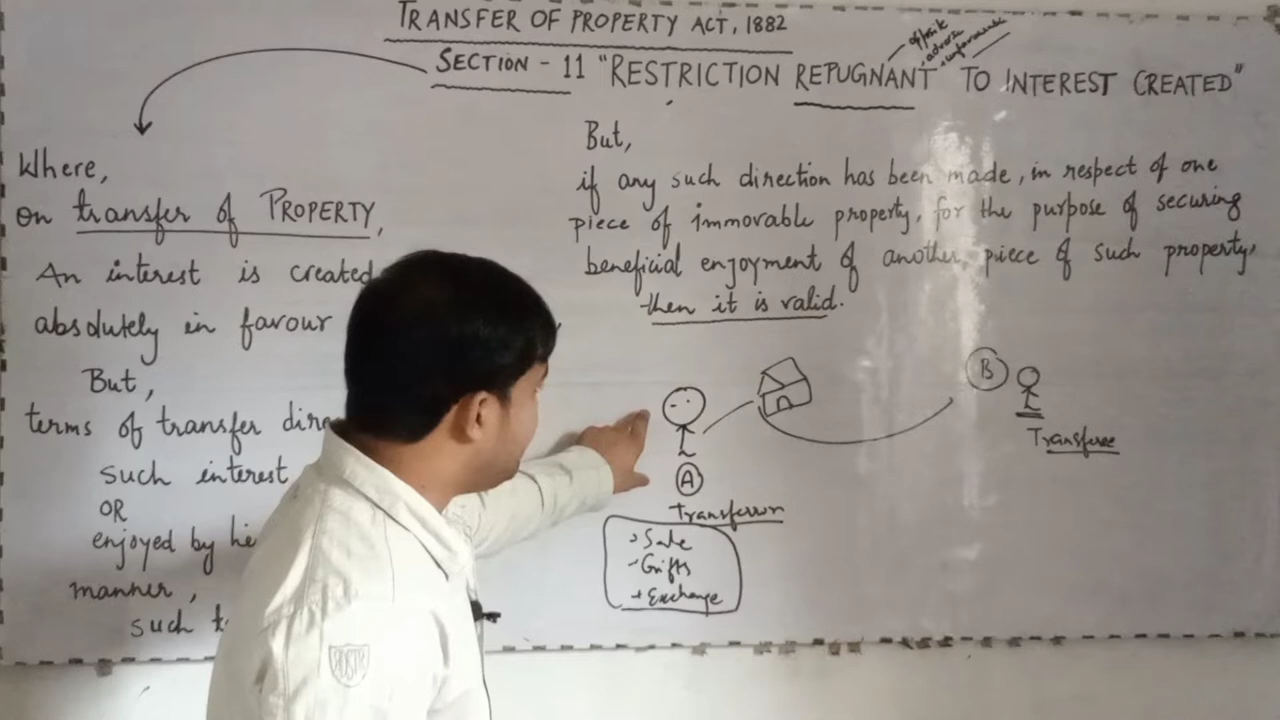 TRANSFER OF PROPERTY ACT, 1882
SECTION - 11 "RESTRICTION REPUGNANT TO INTEREST CREATED"
opposite
adverse
Where,
on transfer of PROPERTY,
An interest is created
absolutely in favour
But,
terms of transfer
such interest
OR
enjoyed by
manner,
such
But,
if any such direction has been made, in respect of one
piece of immovable property, for the purpose of securing
beneficial enjoyment of another piece of such property,
then it is valid.
B
Transferee
A
Transferror
Sale
Gifts
Exchange